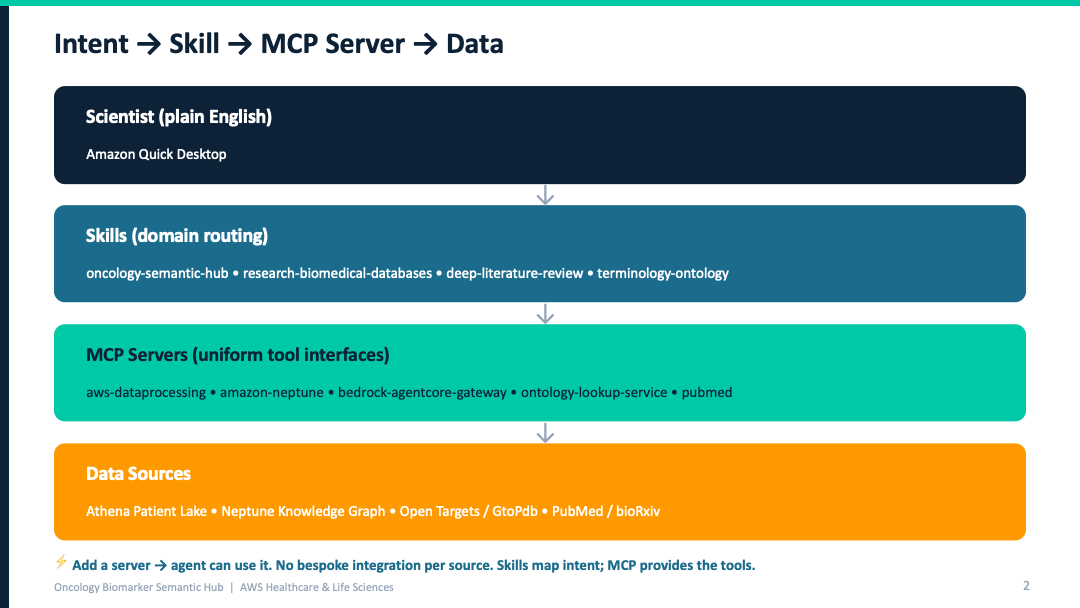 Intent → Skill → MCP Server → Data
Scientist (plain English)
Amazon Quick Desktop
Skills (domain routing)
oncology-semantic-hub • research-biomedical-databases • deep-literature-review • terminology-ontology
MCP Servers (uniform tool interfaces)
aws-dataprocessing • amazon-neptune • bedrock-agentcore-gateway • ontology-lookup-service • pubmed
Data Sources
Athena Patient Lake • Neptune Knowledge Graph • Open Targets / GtoPdb • PubMed / bioRxiv
⚡ Add a server → agent can use it. No bespoke integration per source. Skills map intent; MCP provides the tools.
Oncology Biomarker Semantic Hub | AWS Healthcare & Life Sciences
2